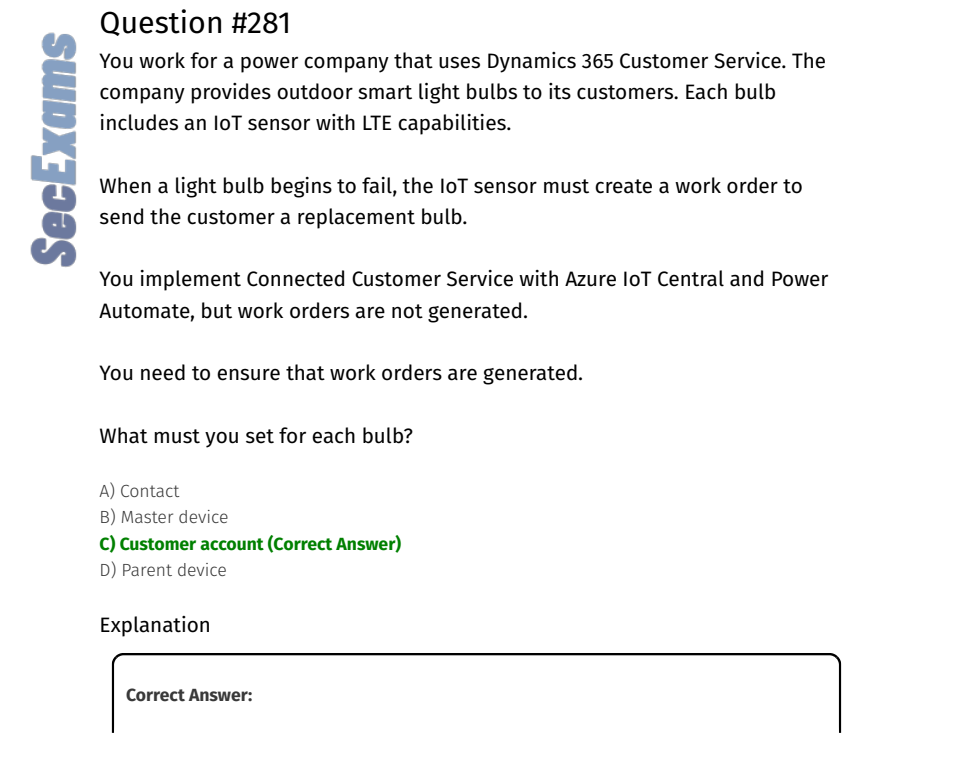 SecExams
Question #281
You work for a power company that uses Dynamics 365 Customer Service. The
company provides outdoor smart light bulbs to its customers. Each bulb
includes an IoT sensor with LTE capabilities.
When a light bulb begins to fail, the IoT sensor must create a work order to
send the customer a replacement bulb.
You implement Connected Customer Service with Azure IoT Central and Power
Automate, but work orders are not generated.
You need to ensure that work orders are generated.
What must you set for each bulb?
A) Contact
B) Master device
C) Customer account (Correct Answer)
D) Parent device
Explanation
Correct Answer: